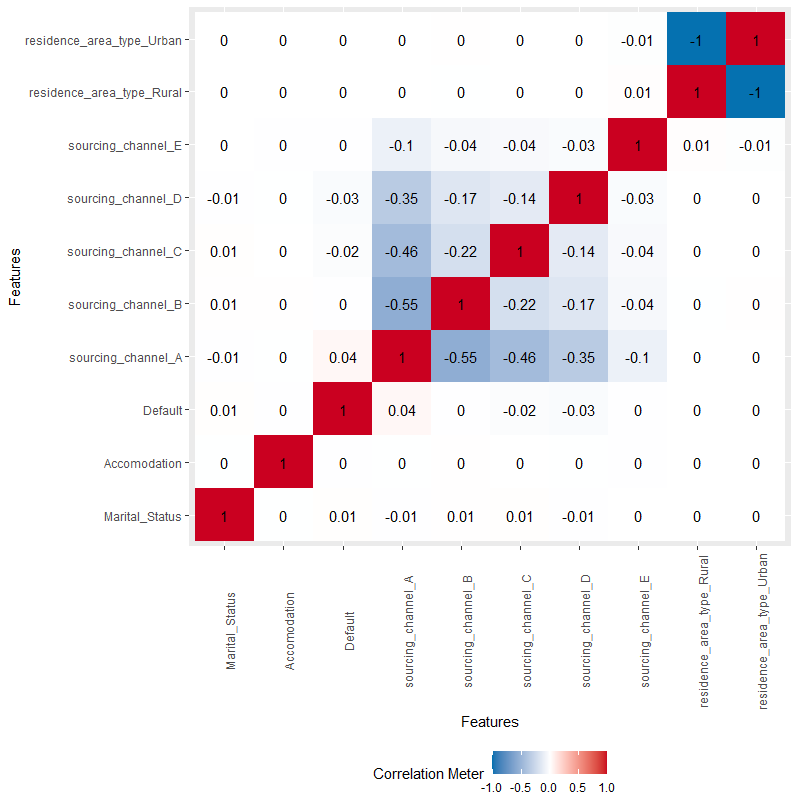 residence_area_type_Urban 0 0 0 0 0 0 0 -0.01 -1 1
residence_area_type_Rural 0 0 0 0 0 0 0 0.01 1 -1
sourcing_channel_E 0 0 0 -0.1 -0.04 -0.04 -0.03 1 0.01 -0.01
sourcing_channel_D -0.01 0 -0.03 -0.35 -0.17 -0.14 1 -0.03 0 0
sourcing_channel_C 0.01 0 -0.02 -0.46 -0.22 1 -0.14 -0.04 0 0
sourcing_channel_B 0.01 0 0 -0.55 1 -0.22 -0.17 -0.04 0 0
sourcing_channel_A -0.01 0 0.04 1 -0.55 -0.46 -0.35 -0.1 0 0
Default 0.01 0 1 0.04 0 -0.02 -0.03 0 0 0
Accomodation 0 1 0 0 0 0 0 0 0 0
Marital_Status 1 0 0.01 -0.01 0.01 0.01 -0.01 0 0 0
Features
Marital_Status
Accomodation
Default
sourcing_channel_A
sourcing_channel_B
sourcing_channel_C
sourcing_channel_D
sourcing_channel_E
residence_area_type_Rural
residence_area_type_Urban
Features
Correlation Meter
-1.0 -0.5 0.0 0.5 1.0